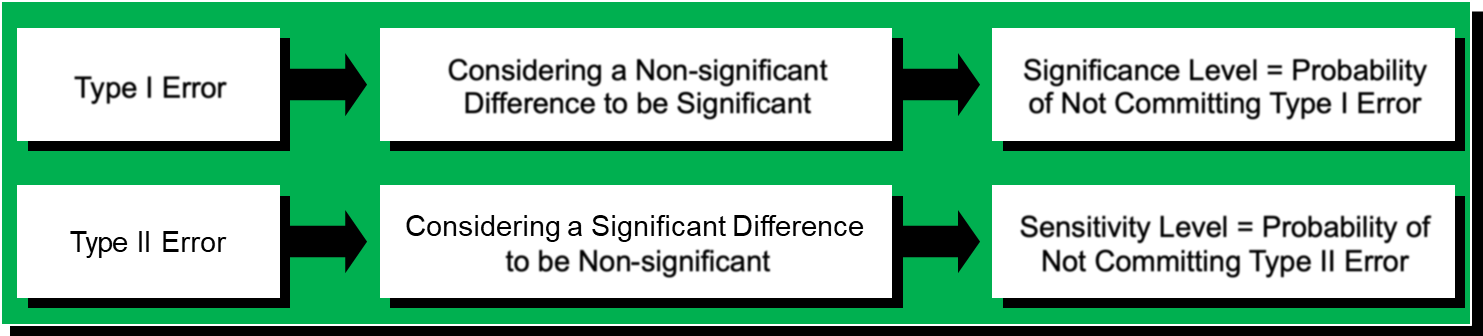 Type I Error
Considering a Non-significant
Difference to be Significant
Significance Level = Probability
of Not Committing Type I Error
Type II Error
Considering a Significant Difference
to be Non-significant
Sensitivity Level = Probability of
Not Committing Type II Error